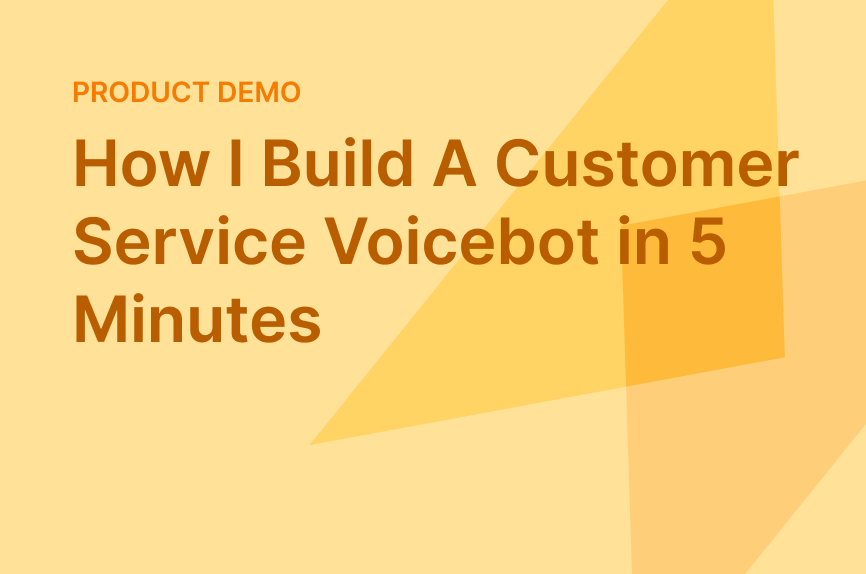 PRODUCT DEMO
How I Build A Customer
Service Voicebot in 5
Minutes